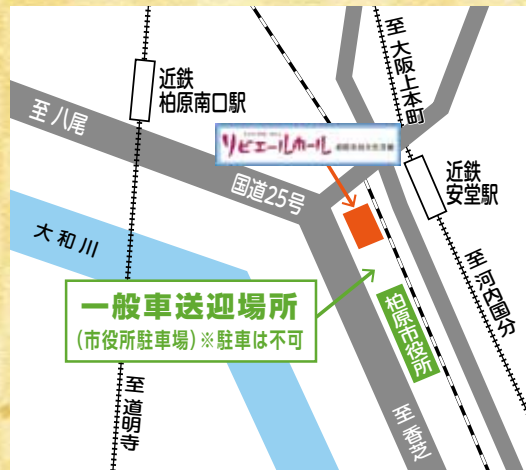 近鉄
柏原南口駅
至 大阪上本町
至 八尾
リビエールホール
国道25号
近鉄
安堂駅
大和川
至 河内国分
一般車送迎場所
(市役所駐車場)※駐車は不可
柏原市役所
至 道明寺
至 香芝